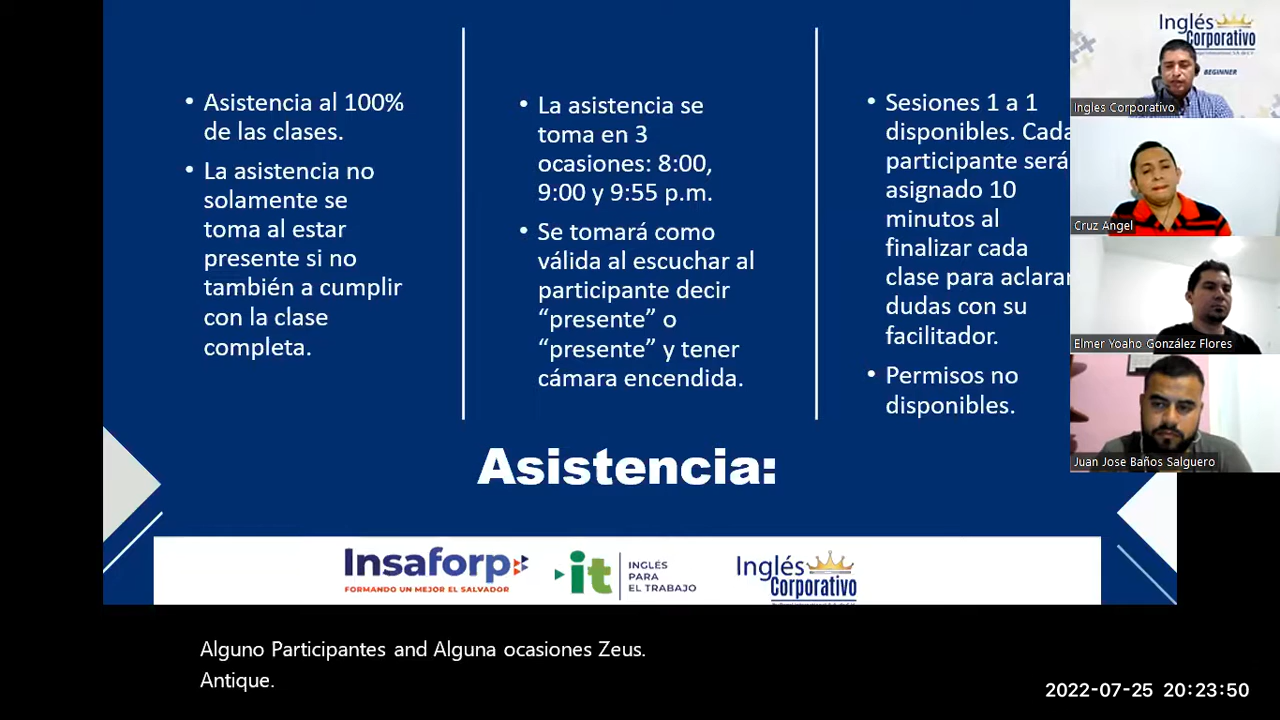 • Asistencia al 100%
de las clases.
• La asistencia no
solamente se
toma al estar
presente si no
también a cumplir
con la clase
completa.
• La asistencia se
toma en 3
ocasiones: 8:00,
9:00 y 9:55 p.m.
• Se tomará como
válida al escuchar al
participante decir
“presente” o
“presente” y tener
cámara encendida.
• Sesiones 1 a 1
disponibles. Cada
participante será
asignado 10
minutos al
finalizar cada
clase para aclarar
dudas con su
facilitador.
• Permisos no
disponibles.
Asistencia:
Insaforp
FORMANDO UN MEJOR EL SALVADOR
it
INGLÉS
PARA
EL TRABAJO
Inglés
Corporativo
Inglés
Corporativo
BEGINNER
Ingles Corporativo
Cruz Angel
Elmer Yoaho González Flores
Juan Jose Baños Salguero
Alguno Participantes and Alguna ocasiones Zeus.
Antique.
2022-07-25 20:23:50